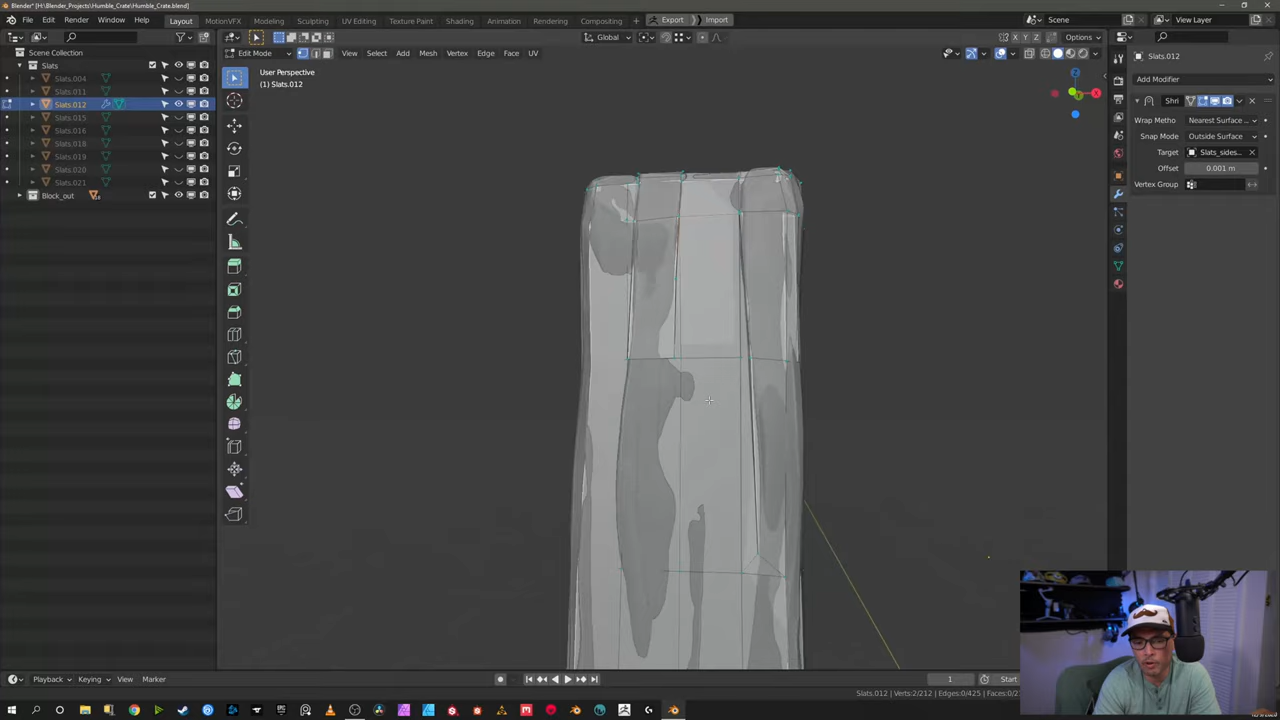 Blender* [H:\Blender_Projects\Humble_Crate\Humble_Crate.blend]
File Edit Render Window Help Layout MotionVFX Modeling Sculpting UV Editing Texture Paint Shading Animation Rendering Compositing Export Import Scene View Layer
Edit Mode View Select Add Mesh Vertex Edge Face UV Global X Y Z Options
Scene Collection
Slats
Slats.004
Slats.011
Slats.012
Slats.015
Slats.016
Slats.018
Slats.019
Slats.020
Slats.021
Block_out
User Perspective
(1) Slats.012
X
Slats.012
Add Modifier
Shri
Wrap Metho Nearest Surface ...
Snap Mode Outside Surface
Target Slats_sides...
Offset 0.001 m
Vertex Group
Playback Keying View Marker 1 Start
Slats.012 | Verts:2/212 | Edges:0/425 | Faces:0/2